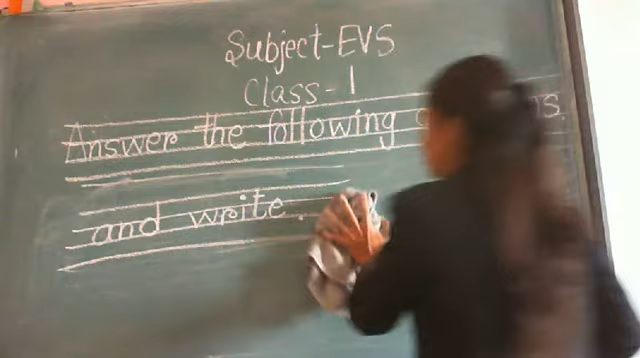 Subject-EVS
Class-1
Answer the following
and write.